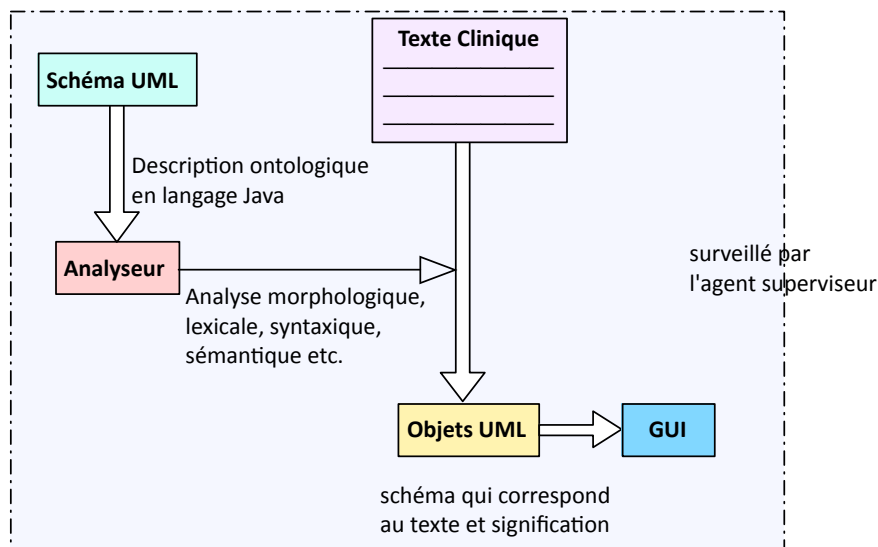 Texte Clinique
Schéma UML
Description ontologique
en langage Java
Analyseur
Analyse morphologique,
lexicale, syntaxique,
sémantique etc.
surveillé par
l'agent superviseur
Objets UML
GUI
schéma qui correspond
au texte et signification